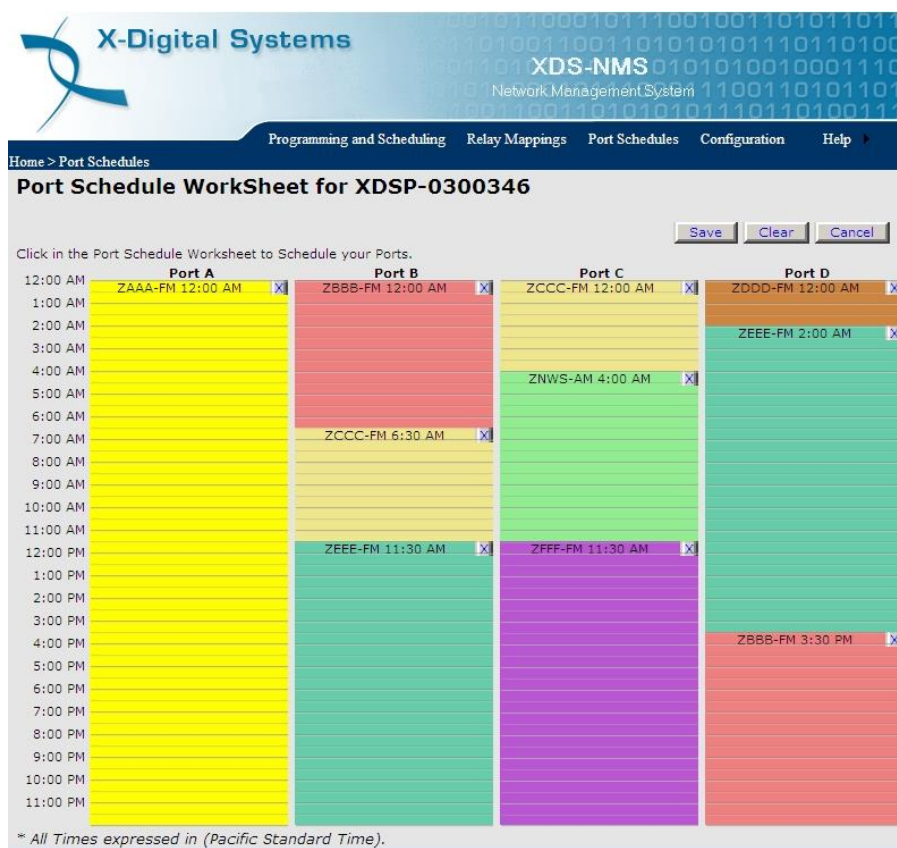 X-Digital Systems
XDS-NMS
Network Management System
Programming and Scheduling Relay Mappings Port Schedules Configuration Help
Home > Port Schedules
Port Schedule WorkSheet for XDSP-0300346
Save Clear Cancel
Click in the Port Schedule Worksheet to Schedule your Ports.
Port A Port B Port C Port D
12:00 AM ZAAA-FM 12:00 AM X ZBBB-FM 12:00 AM X ZCCC-FM 12:00 AM X ZDDD-FM 12:00 AM X
1:00 AM
2:00 AM ZEEE-FM 2:00 AM X
3:00 AM
4:00 AM ZNWS-AM 4:00 AM X
5:00 AM
6:00 AM
7:00 AM ZCCC-FM 6:30 AM X
8:00 AM
9:00 AM
10:00 AM
11:00 AM
12:00 PM ZEEE-FM 11:30 AM X ZFFF-FM 11:30 AM X
1:00 PM
2:00 PM
3:00 PM
4:00 PM ZBBB-FM 3:30 PM X
5:00 PM
6:00 PM
7:00 PM
8:00 PM
9:00 PM
10:00 PM
11:00 PM
* All Times expressed in (Pacific Standard Time).